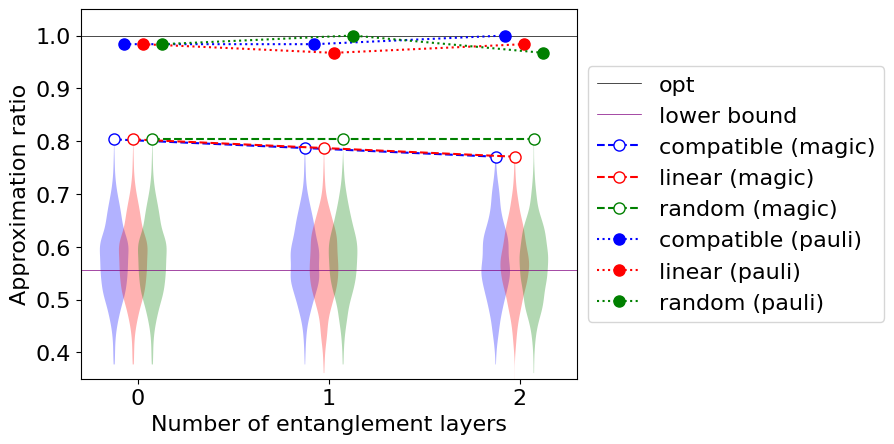 1.0
0.9
0.8
0.7
0.6
0.5
0.4
Approximation ratio
0 1 2
Number of entanglement layers
opt
lower bound
compatible (magic)
linear (magic)
random (magic)
compatible (pauli)
linear (pauli)
random (pauli)